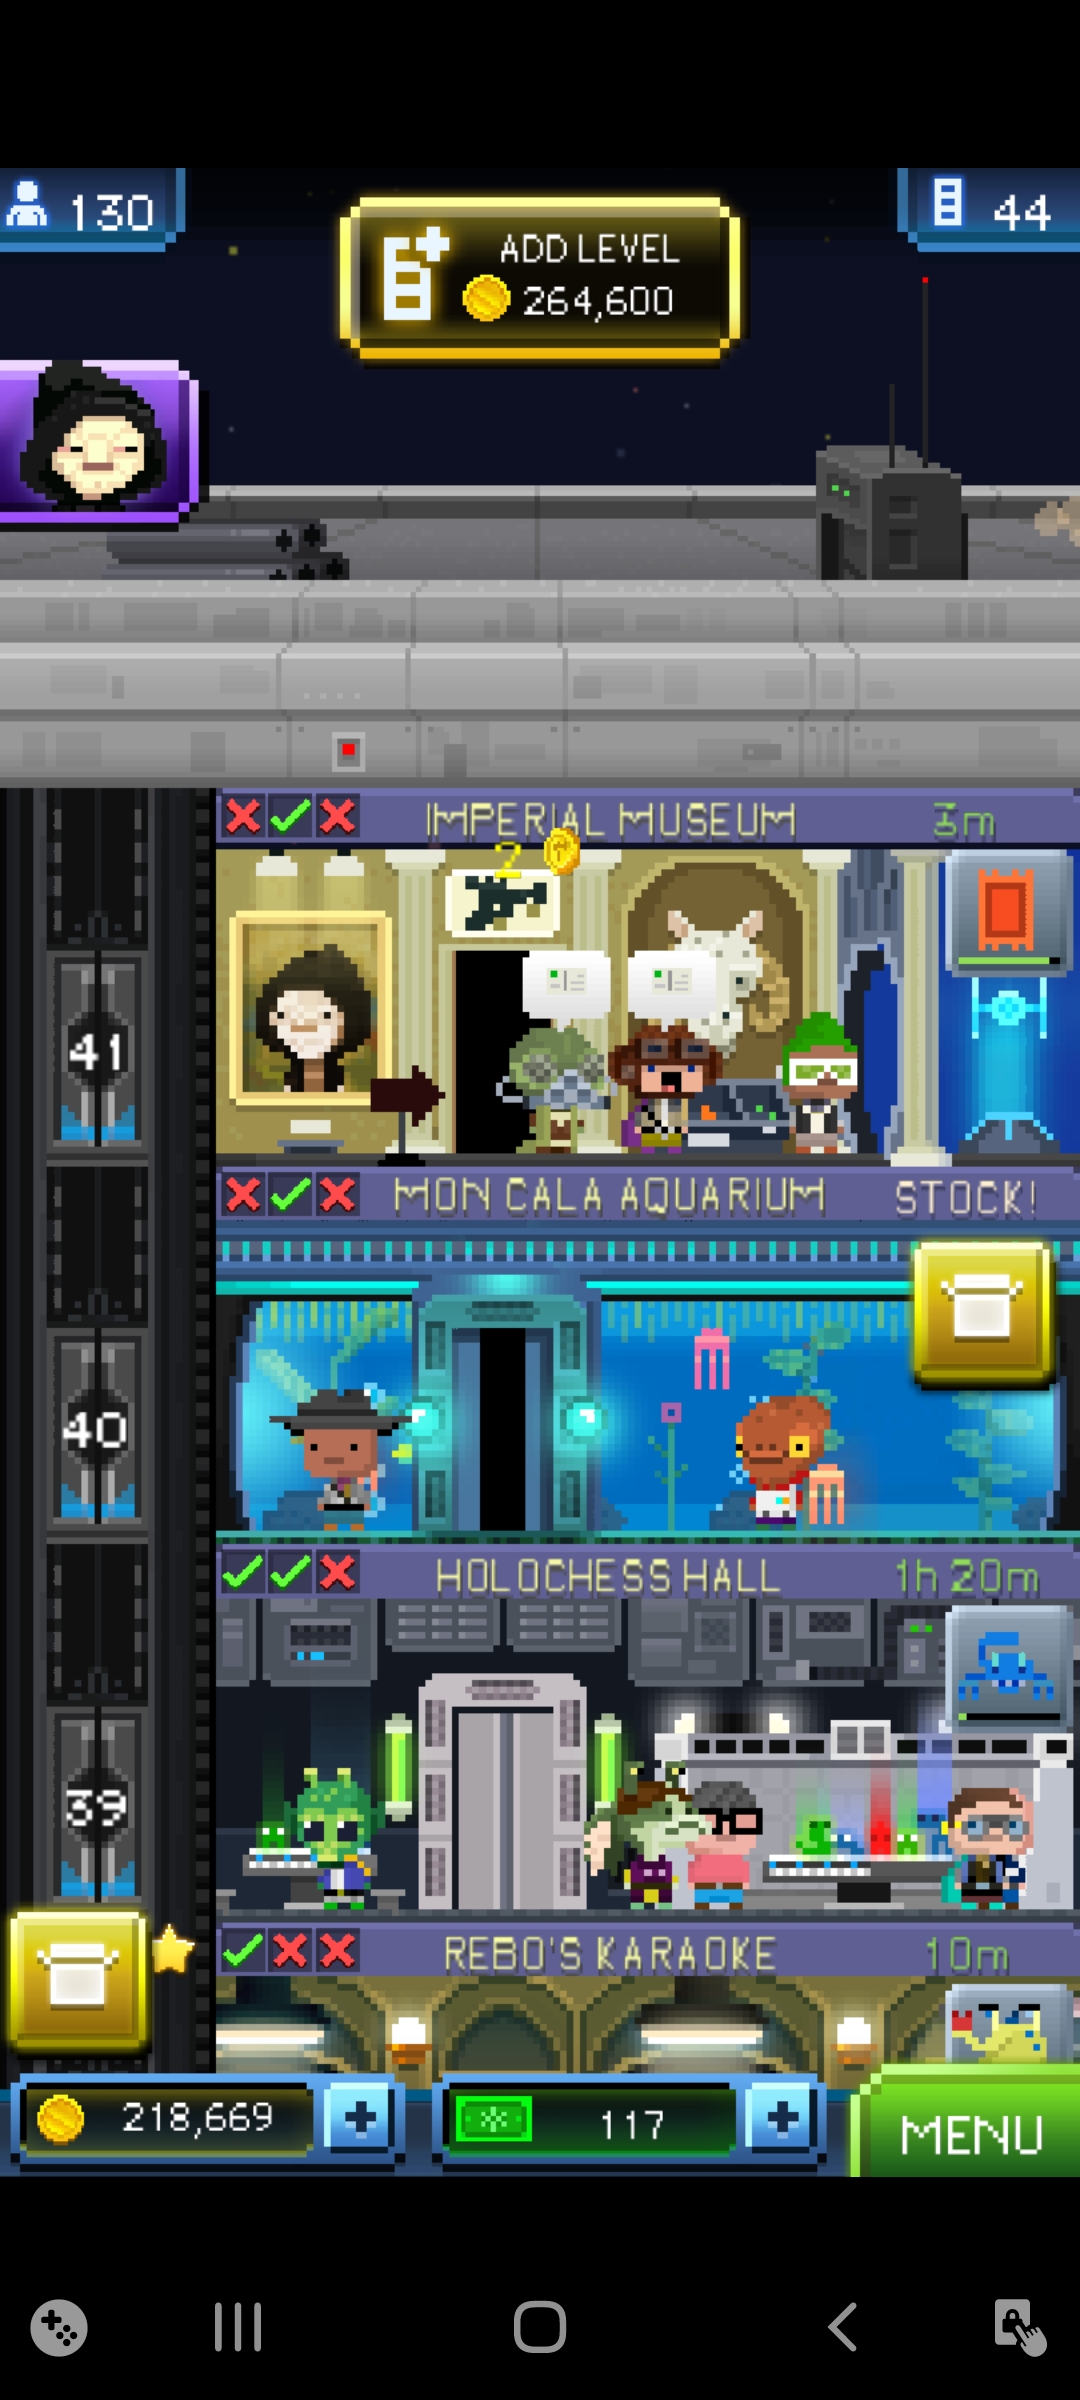 130
ADD LEVEL
264,600
44
IMPERIAL MUSEUM
3m
2
41
MON CALA AQUARIUM
STOCK!
40
HOLOCHESS HALL
1h 20m
39
REBO'S KARAOKE
10m
218,669
117
MENU